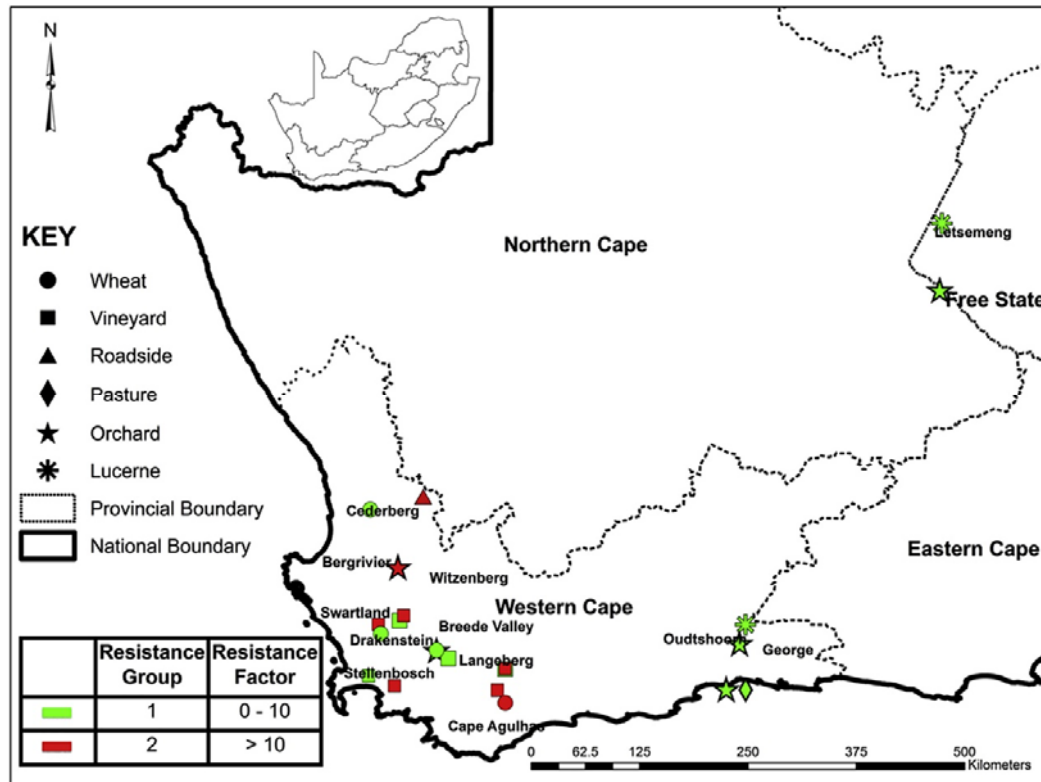 N
KEY
Wheat
Vineyard
Roadside
Pasture
Orchard
Lucerne
Provincial Boundary
National Boundary
Northern Cape
Letsemeng
Free State
Cederberg
Bergrivier
Witzenberg
Eastern Cape
Swartland
Western Cape
Drakenstein
Breede Valley
Oudtshoorn
George
Stellenbosch
Langeberg
Cape Agulhas
Resistance Group
Resistance Factor
1
0 - 10
2
> 10
0 62.5 125 250 375 500
Kilometers